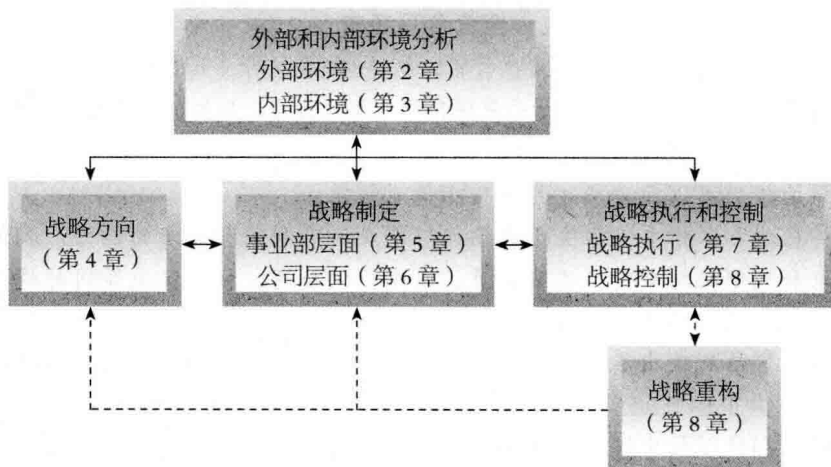 外部和内部环境分析
外部环境（第2章）
内部环境（第3章）
战略方向
（第4章）
战略制定
事业部层面（第5章）
公司层面（第6章）
战略执行和控制
战略执行（第7章）
战略控制（第8章）
战略重构
（第8章）